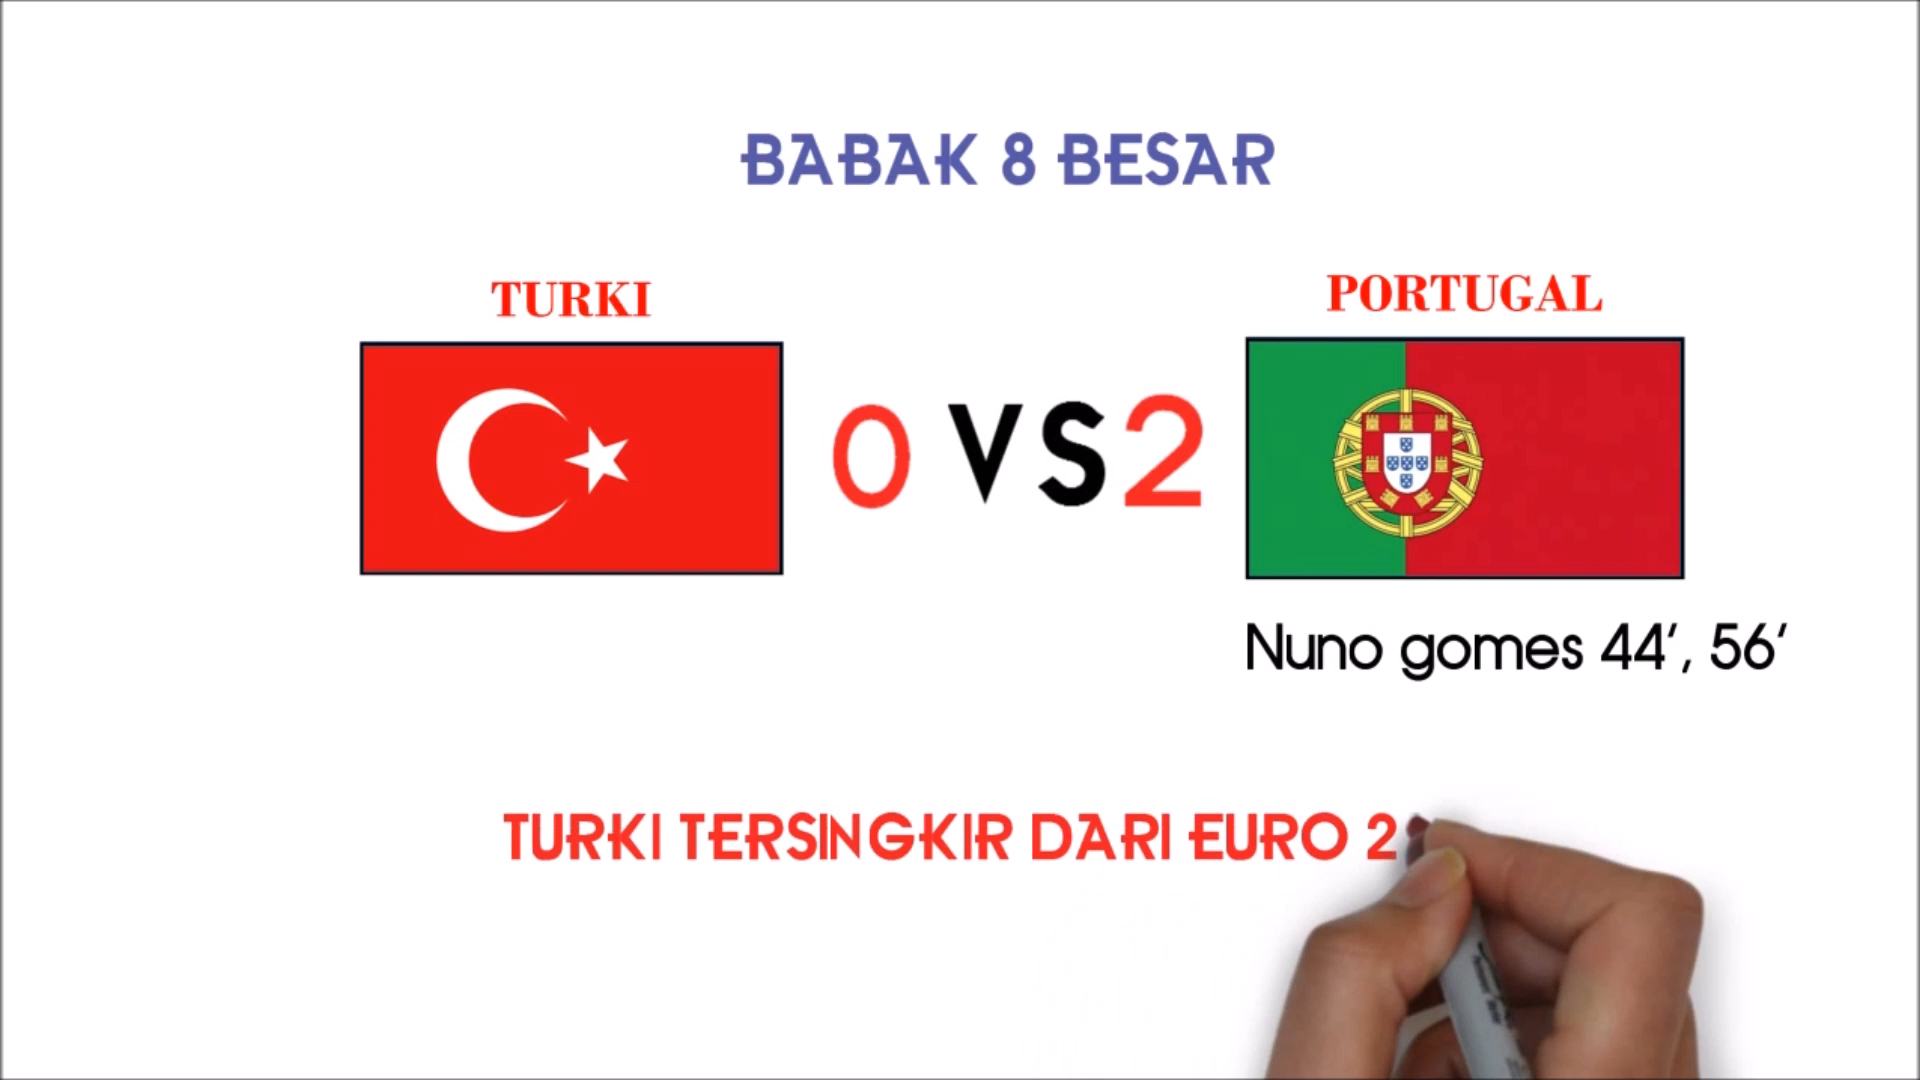 BABAK 8 BESAR
TURKI
PORTUGAL
0 VS 2
Nuno gomes 44', 56'
TURKI TERSINGKIR DARI EURO 2